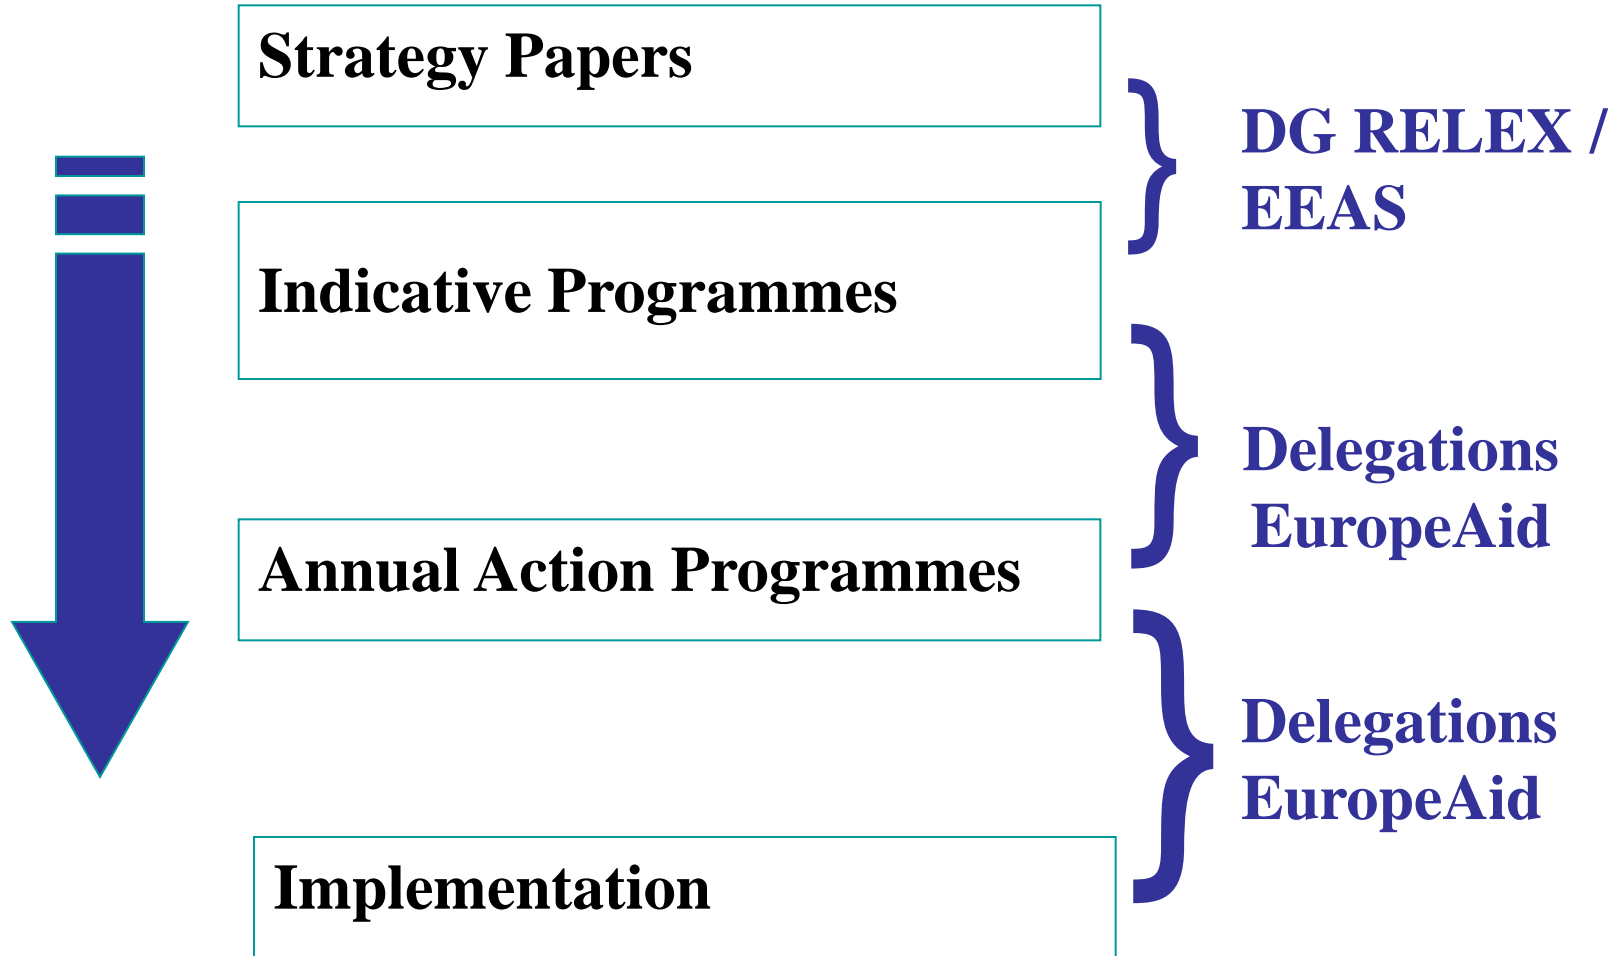 Strategy Papers
DG RELEX /
EEAS
Indicative Programmes
Delegations
EuropeAid
Annual Action Programmes
Delegations
EuropeAid
Implementation